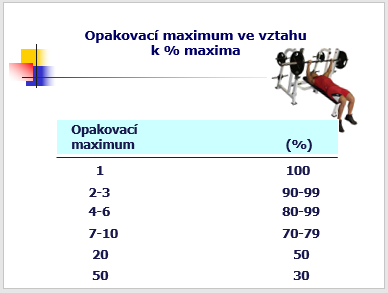 Opakovací maximum ve vztahu
k % maxima
Opakovací
maximum (%)
1 100
2-3 90-99
4-6 80-99
7-10 70-79
20 50
50 30